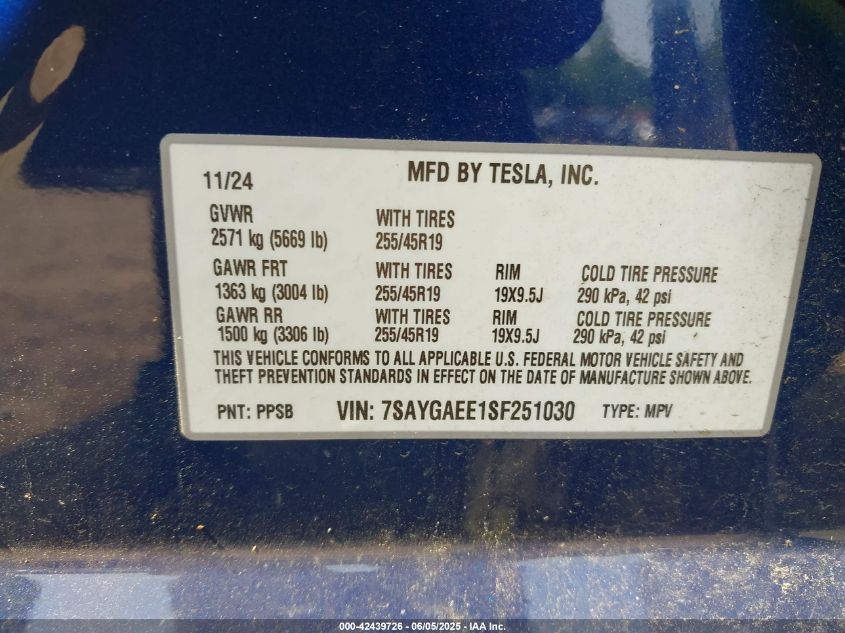 11/24 MFD BY TESLA, INC.
GVWR WITH TIRES
2571 kg (5669 lb) 255/45R19
GAWR FRT WITH TIRES RIM COLD TIRE PRESSURE
1363 kg (3004 lb) 255/45R19 19X9.5J 290 kPa, 42 psi
GAWR RR WITH TIRES RIM COLD TIRE PRESSURE
1500 kg (3306 lb) 255/45R19 19X9.5J 290 kPa, 42 psi
THIS VEHICLE CONFORMS TO ALL APPLICABLE U.S. FEDERAL MOTOR VEHICLE SAFETY AND
THEFT PREVENTION STANDARDS IN EFFECT ON THE DATE OF MANUFACTURE SHOWN ABOVE.
PNT: PPSB VIN: 7SAYGAEE1SF251030 TYPE: MPV
000-42439726 - 06/05/2025 - IAA Inc.